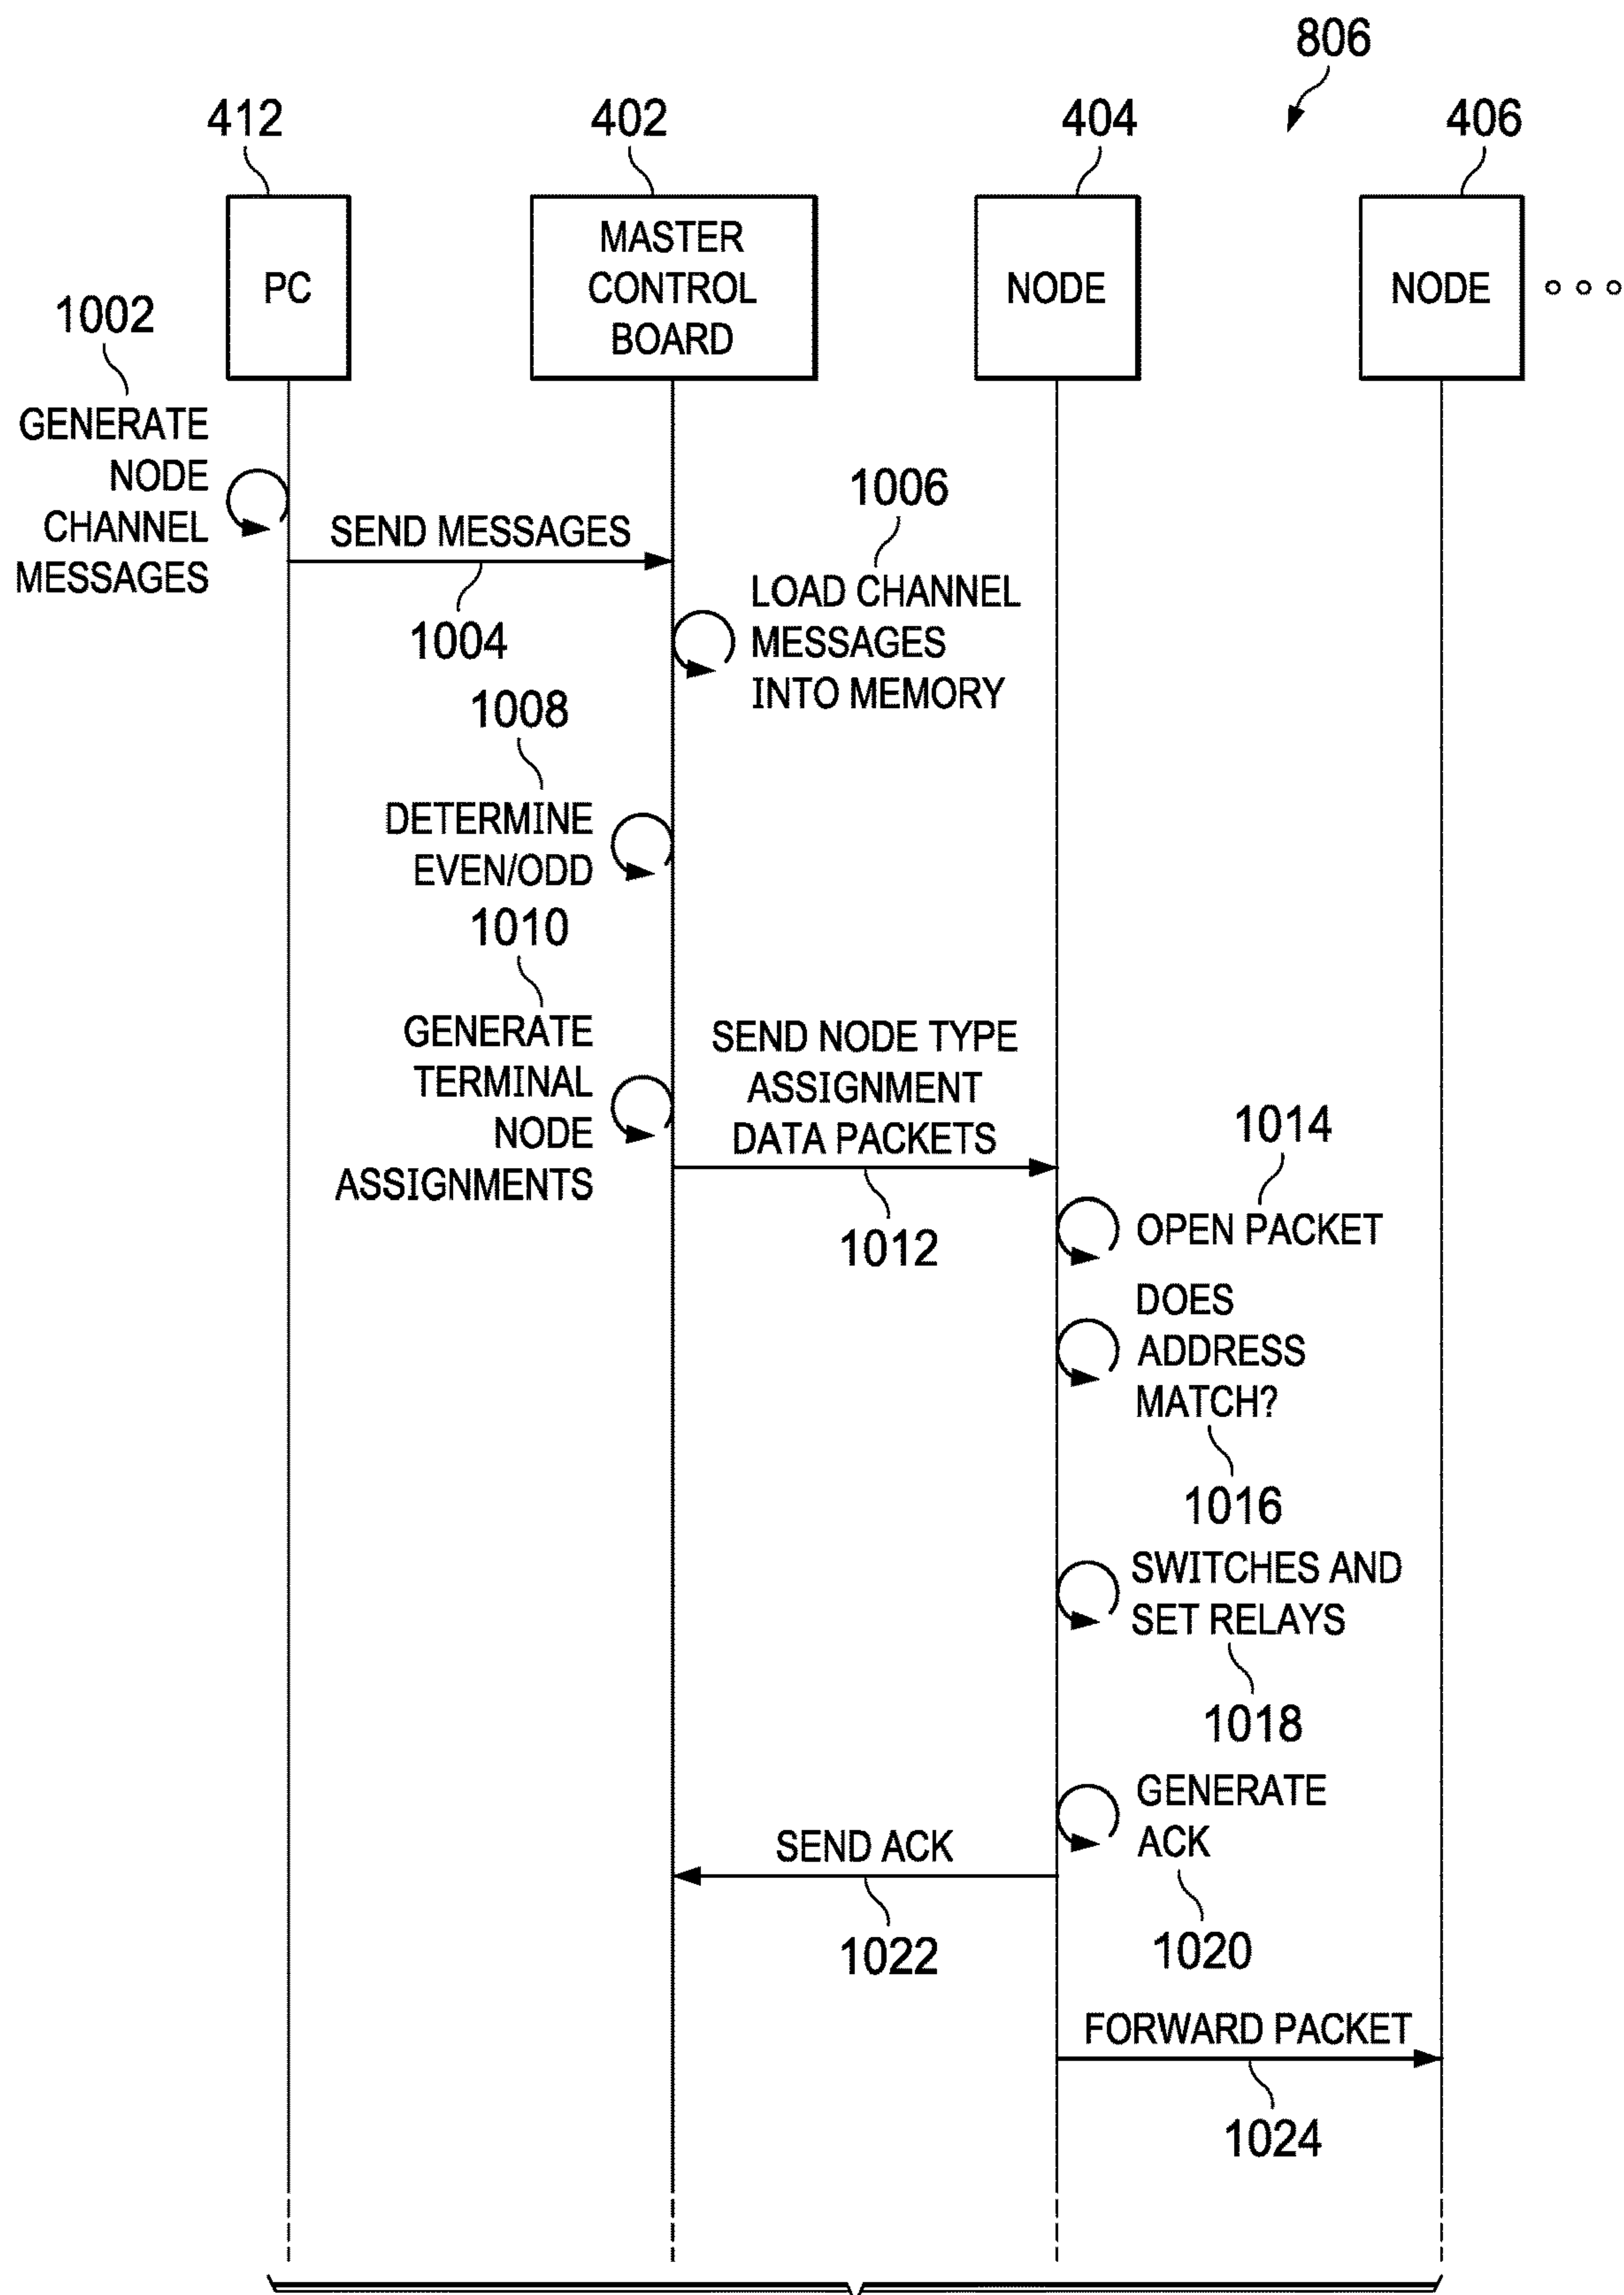 806
412
402
404
406
PC
MASTER
CONTROL
BOARD
NODE
NODE
1002
GENERATE
NODE
CHANNEL
MESSAGES
SEND MESSAGES
1004
1006
LOAD CHANNEL
MESSAGES
INTO MEMORY
1008
DETERMINE
EVEN/ODD
1010
GENERATE
TERMINAL
NODE
ASSIGNMENTS
SEND NODE TYPE
ASSIGNMENT
DATA PACKETS
1012
1014
OPEN PACKET
DOES
ADDRESS
MATCH?
1016
SWITCHES AND
SET RELAYS
1018
GENERATE
ACK
1020
SEND ACK
1022
FORWARD PACKET
1024